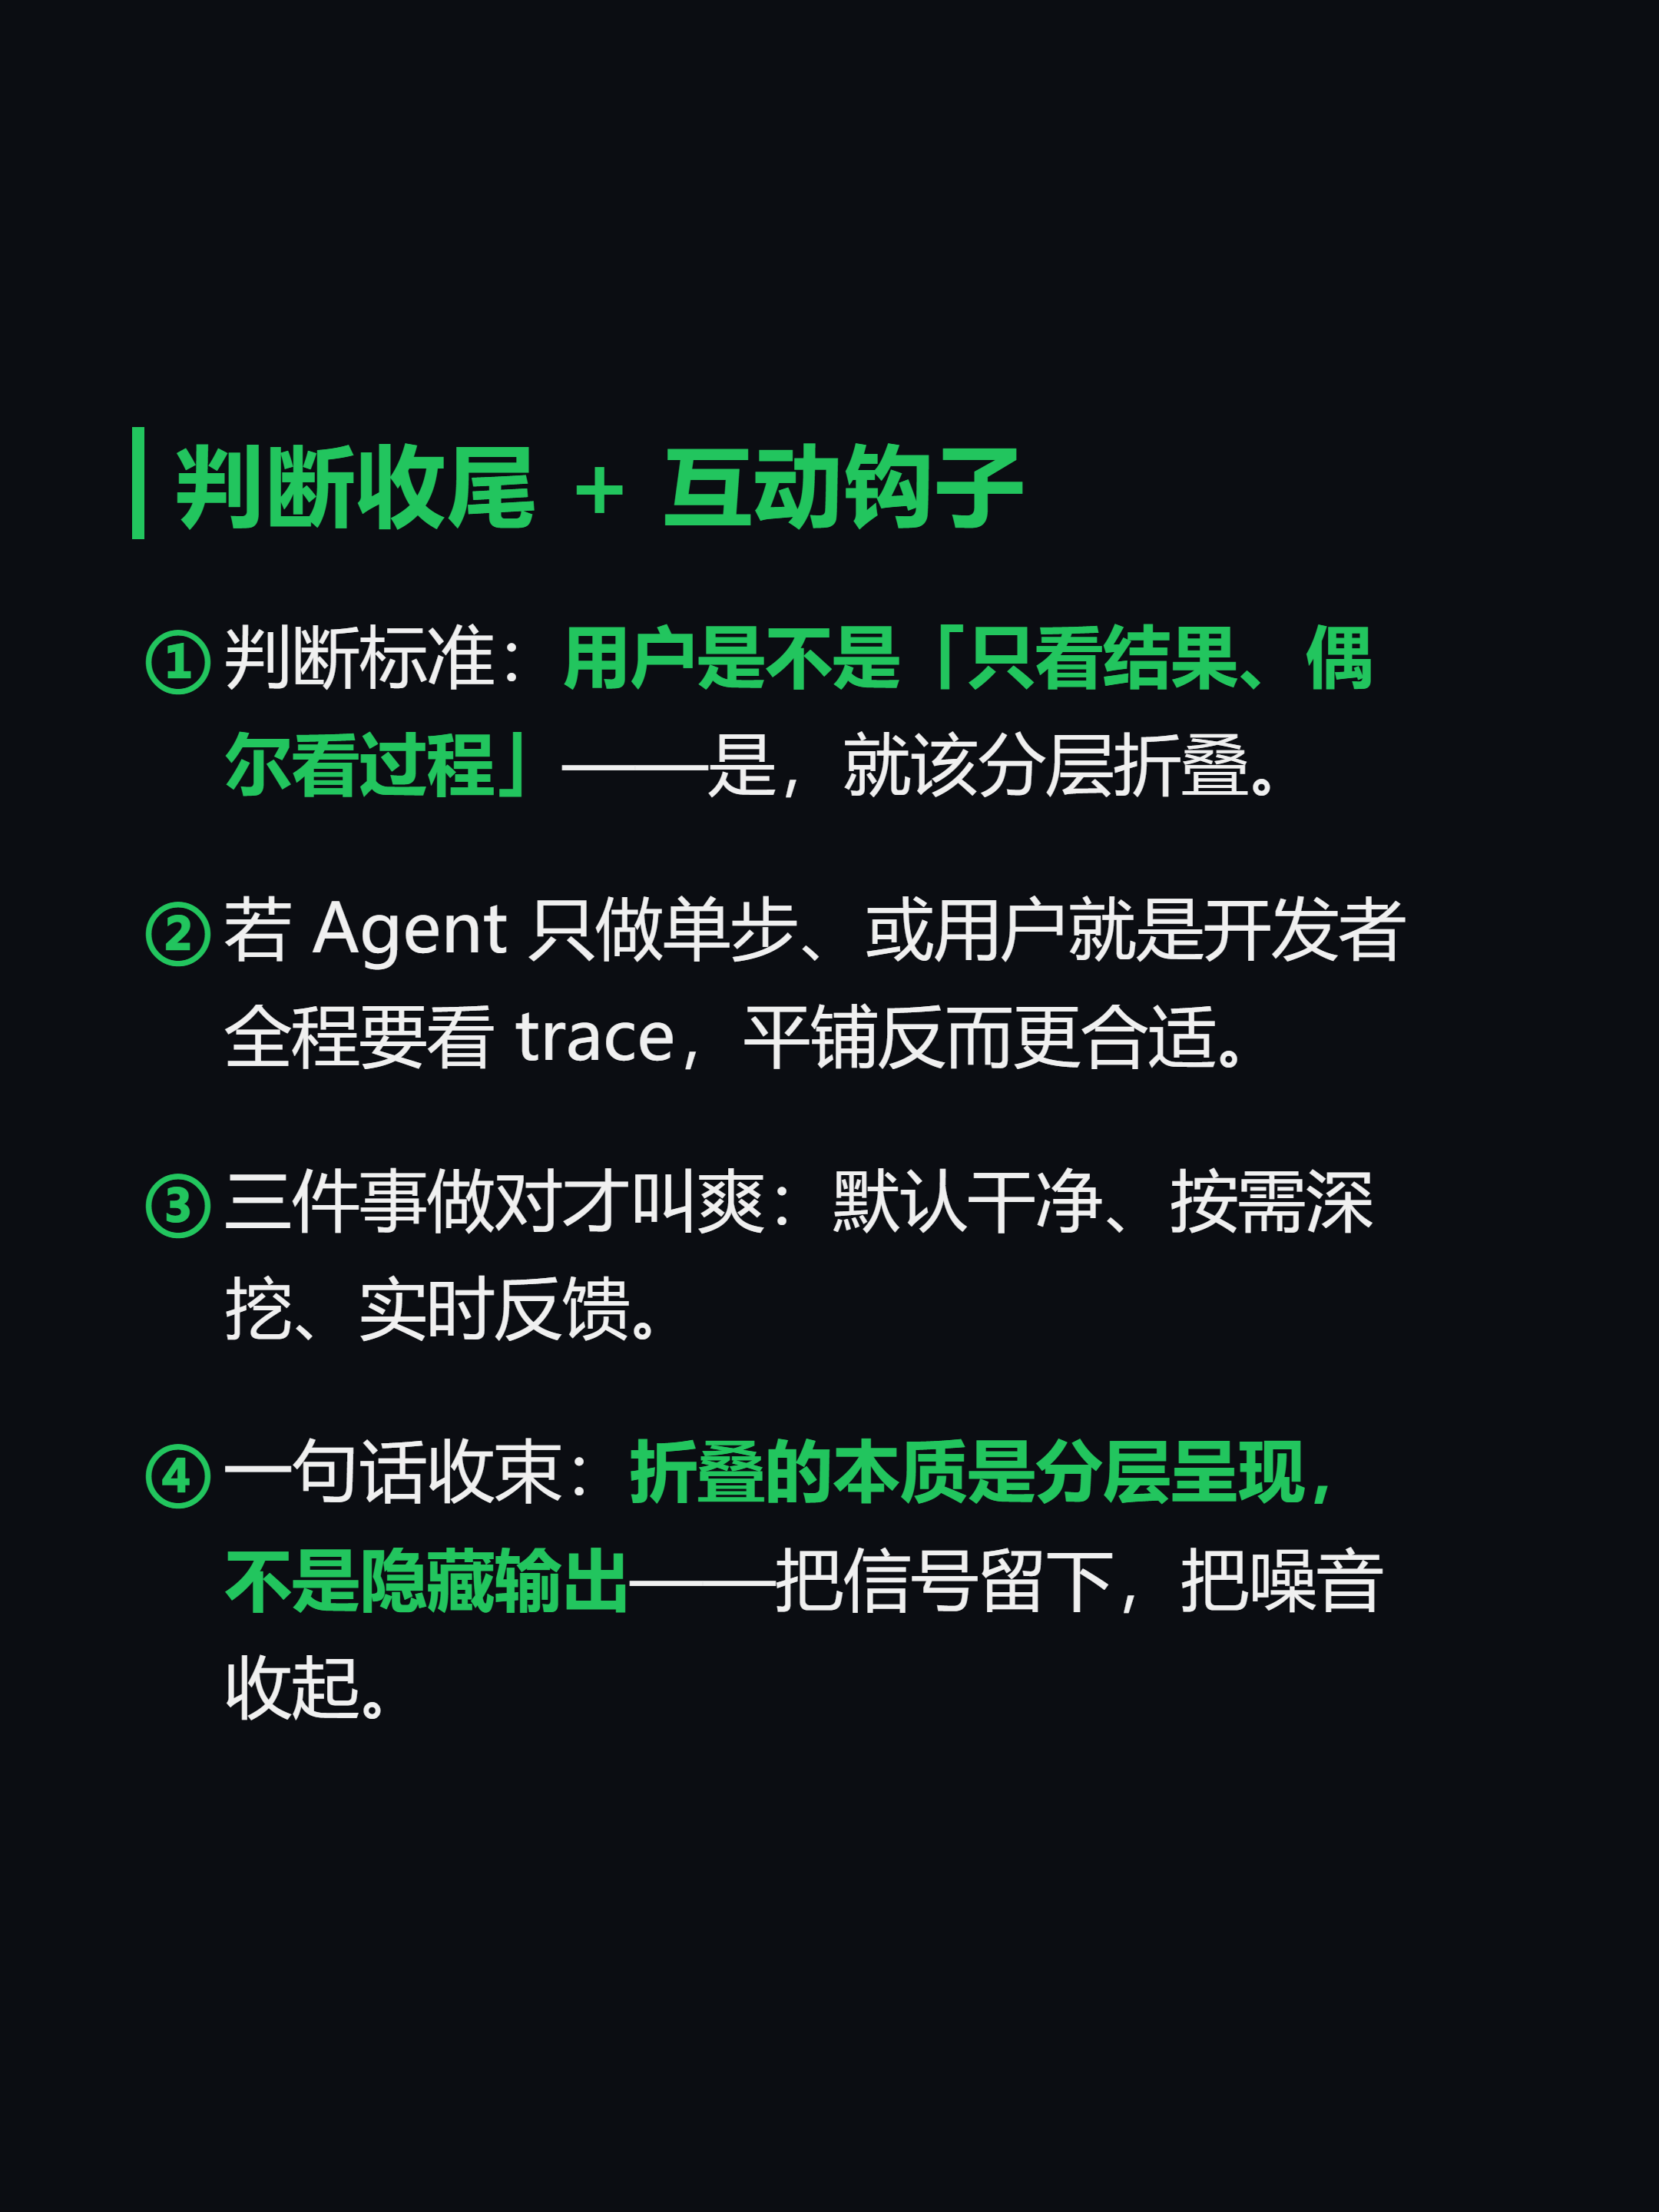 判断收尾 + 互动钩子
①判断标准：用户是不是「只看结果、偶
尔看过程」——是，就该分层折叠。
②若 Agent 只做单步、或用户就是开发者
全程要看 trace，平铺反而更合适。
③三件事做对才叫爽：默认干净、按需深
挖、实时反馈。
④一句话收束：折叠的本质是分层呈现，
不是隐藏输出——把信号留下，把噪音
收起。